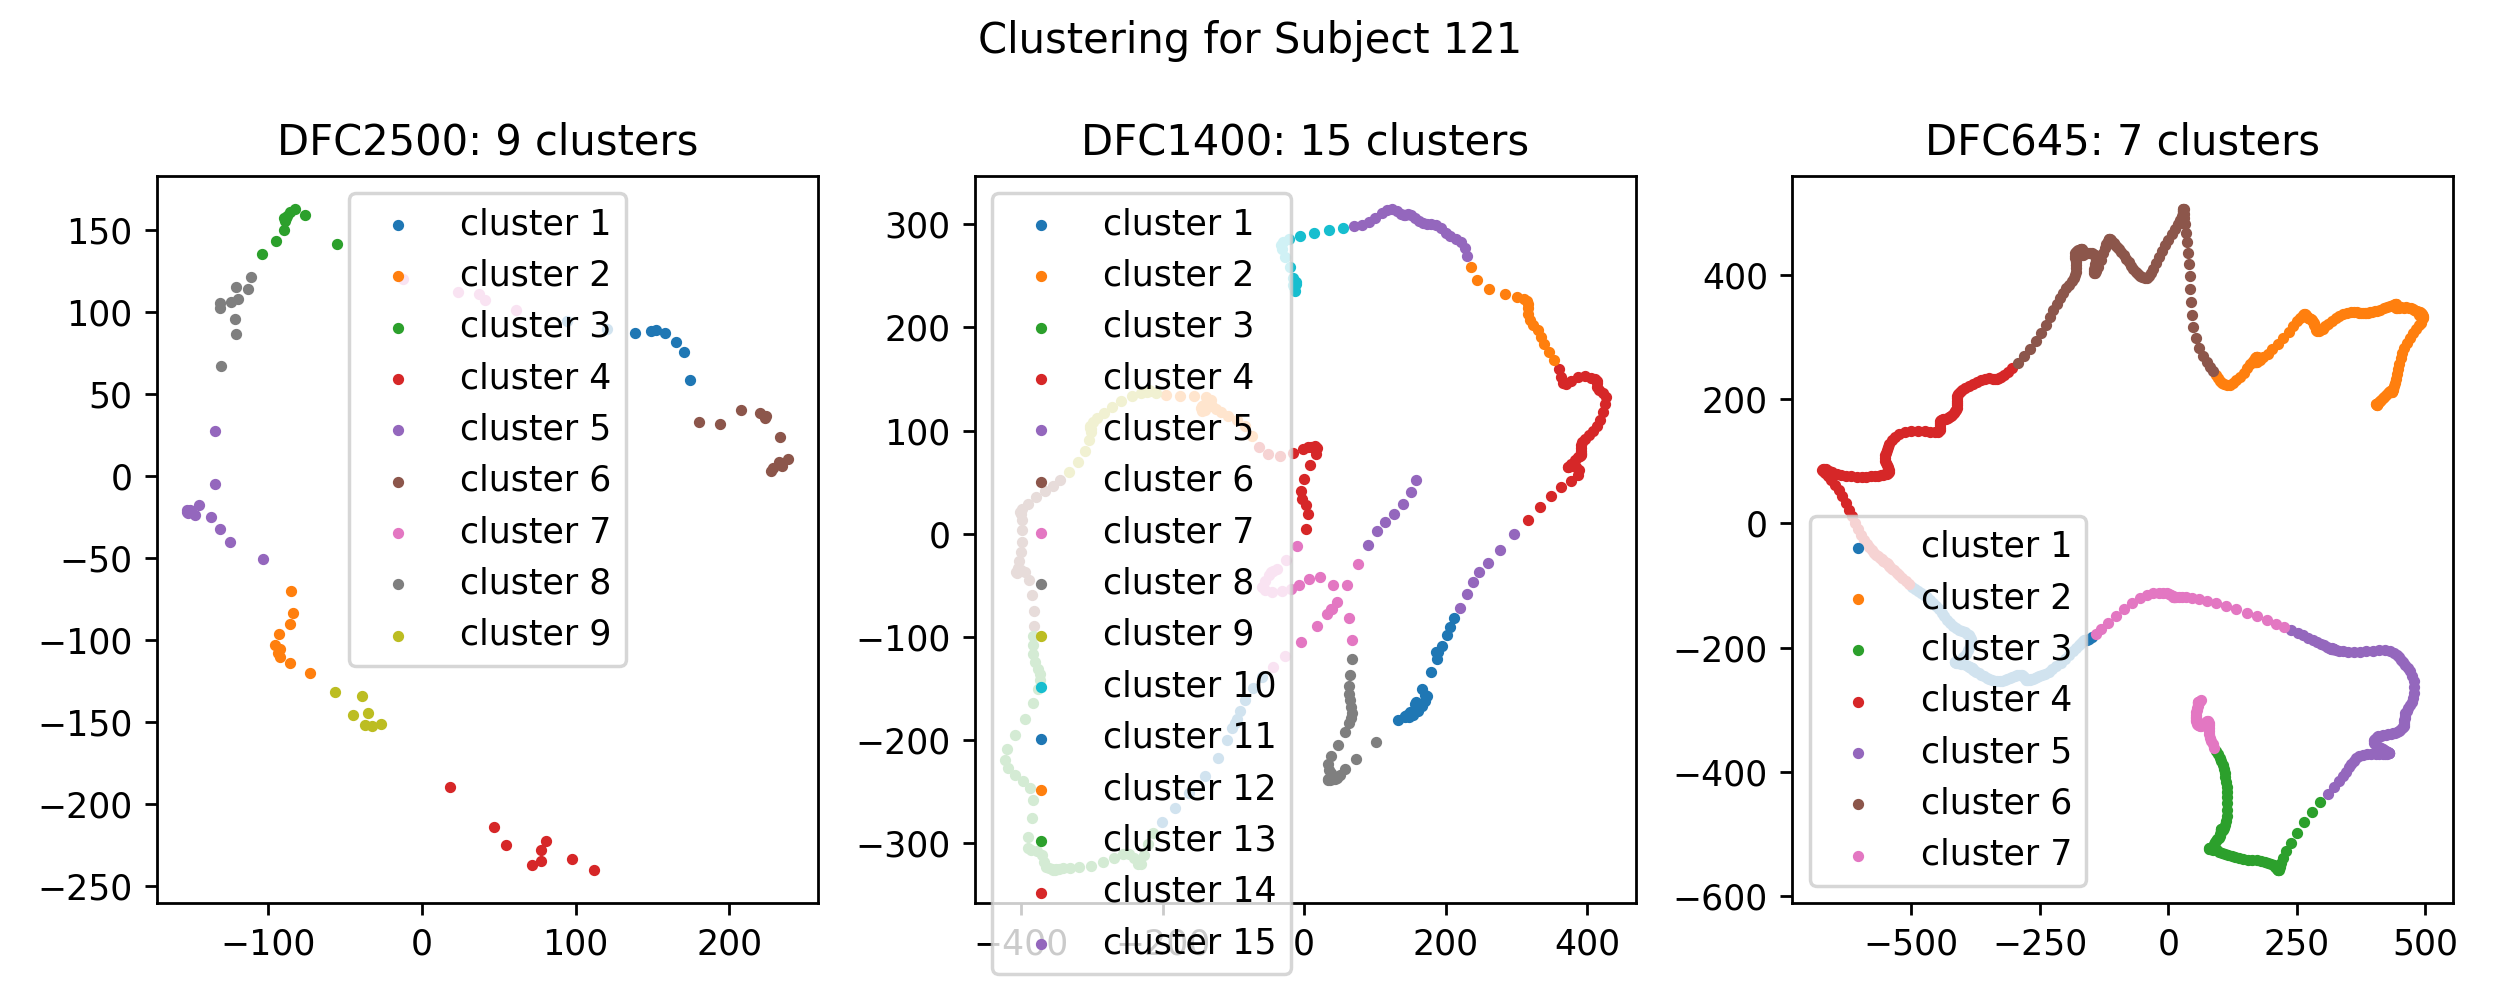 Clustering for Subject 121
DFC2500: 9 clusters
150
100
50
0
−50
−100
−150
−200
−250
−100
0
100
200
cluster 1
cluster 2
cluster 3
cluster 4
cluster 5
cluster 6
cluster 7
cluster 8
cluster 9
DFC1400: 15 clusters
300
200
100
0
−100
−200
−300
−400
−200
0
200
400
cluster 1
cluster 2
cluster 3
cluster 4
cluster 5
cluster 6
cluster 7
cluster 8
cluster 9
cluster 10
cluster 11
cluster 12
cluster 13
cluster 14
cluster 15
DFC645: 7 clusters
400
200
0
−200
−400
−600
−500
−250
0
250
500
cluster 1
cluster 2
cluster 3
cluster 4
cluster 5
cluster 6
cluster 7